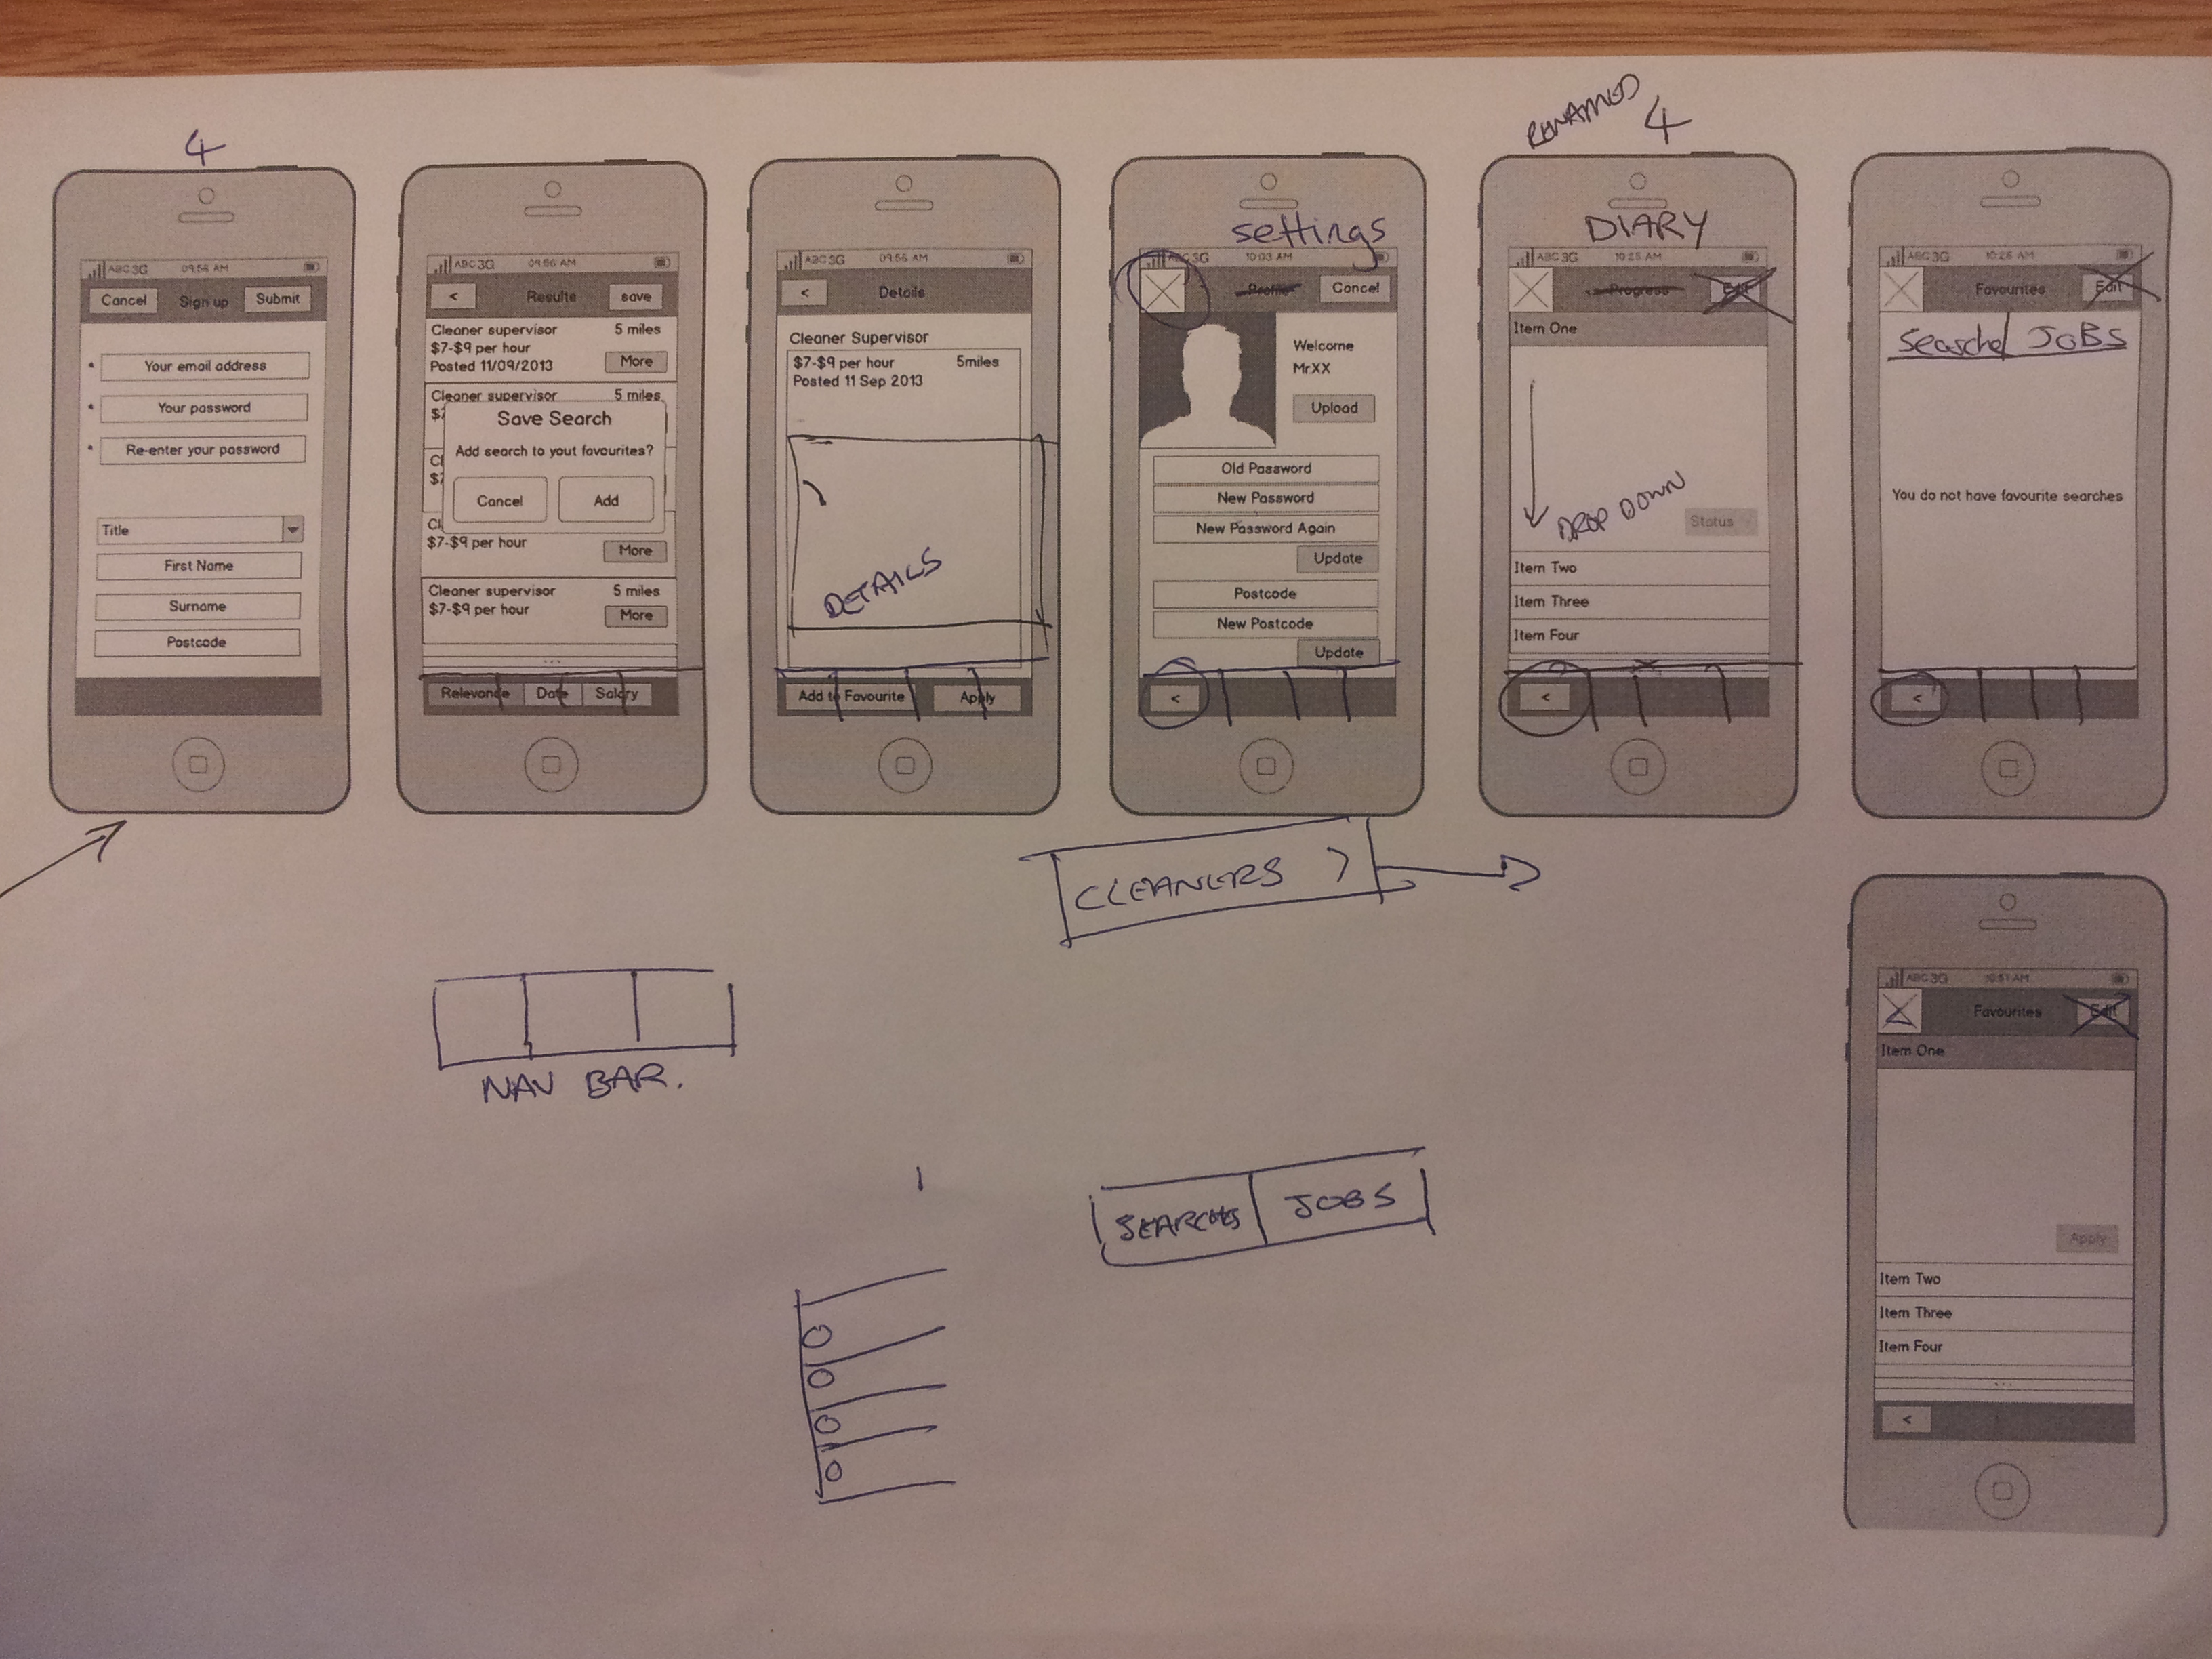 4
ABC 3G 09:56 AM
Cancel Sign up Submit
* Your email address
* Your password
* Re-enter your password
Title
First Name
Surname
Postcode
ABC 3G 09:56 AM
< Results save
Cleaner supervisor 5 miles
$7-$9 per hour
Posted 11/09/2013 More
Cleaner supervisor 5 miles
$7
Save Search
Add search to yout favourites?
Cancel Add
Cl
$7
Cl
$7-$9 per hour More
Cleaner supervisor 5 miles
$7-$9 per hour More
...
Relevance Date Salary
ABC 3G 09:56 AM
< Details
Cleaner Supervisor
$7-$9 per hour 5miles
Posted 11 Sep 2013
DETAILS
Add to Favourite Apply
settings
ABC 3G 10:03 AM
Profile Cancel
Welcome
Mr.XX
Upload
Old Password
New Password
New Password Again
Update
Postcode
New Postcode
Update
<
RENAMED 4
DIARY
ABC 3G 10:25 AM
Progress Edit
Item One
DROP DOWN
Status
Item Two
Item Three
Item Four
<
ABC 3G 10:26 AM
Favourites Edit
JOBS
You do not have favourite searches
<
CLEANERS >
NAV BAR.
SEARCHES JOBS
ABC 3G 10:51 AM
Favourites Edit
Item One
Apply
Item Two
Item Three
Item Four
...
<